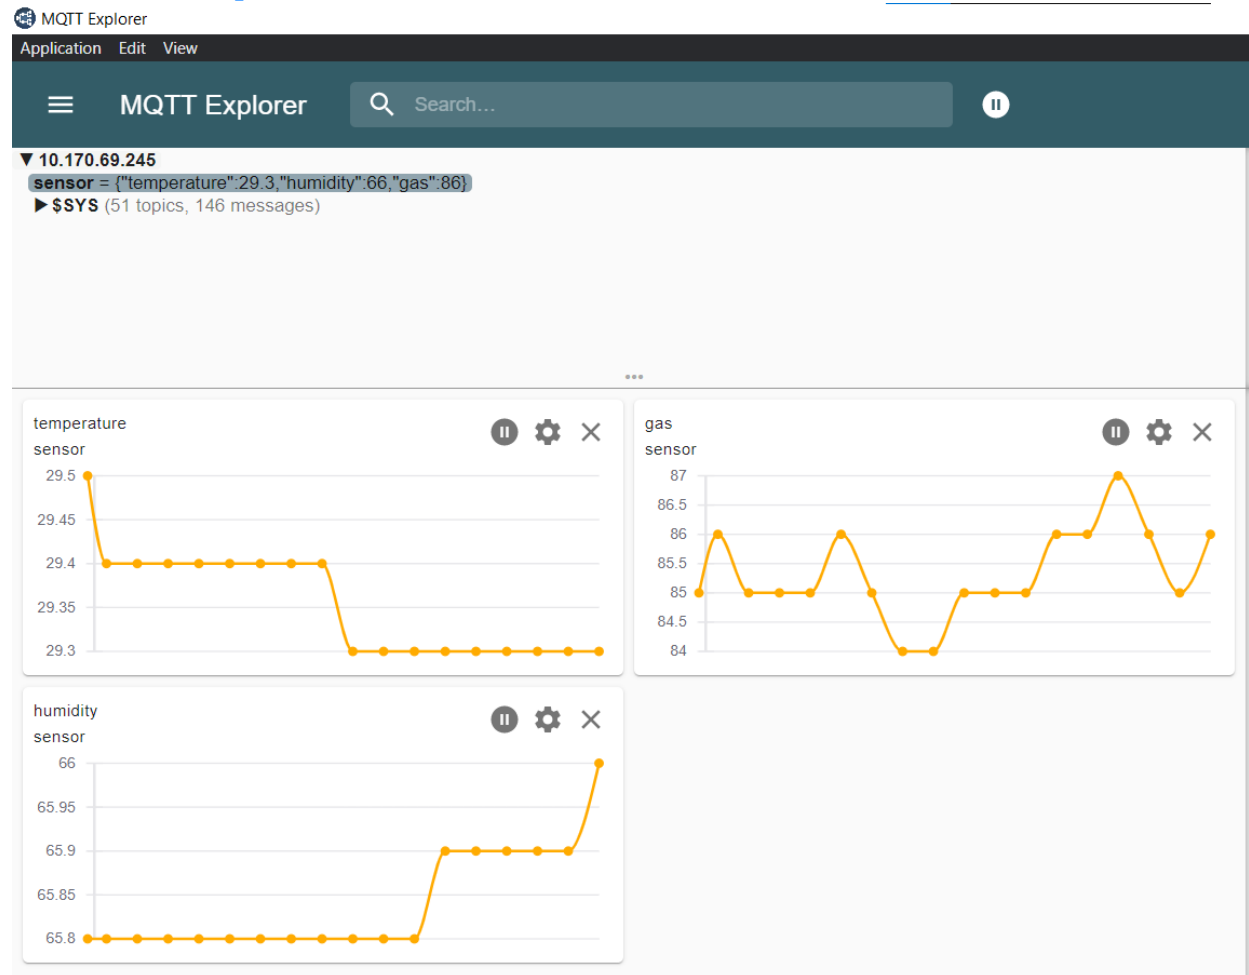 MQTT Explorer
Application Edit View
MQTT Explorer Search...
▼ 10.170.69.245
sensor = {"temperature":29.3,"humidity":66,"gas":86}
▶ $SYS (51 topics, 146 messages)
temperature
sensor
29.5
29.45
29.4
29.35
29.3
gas
sensor
87
86.5
86
85.5
85
84.5
84
humidity
sensor
66
65.95
65.9
65.85
65.8